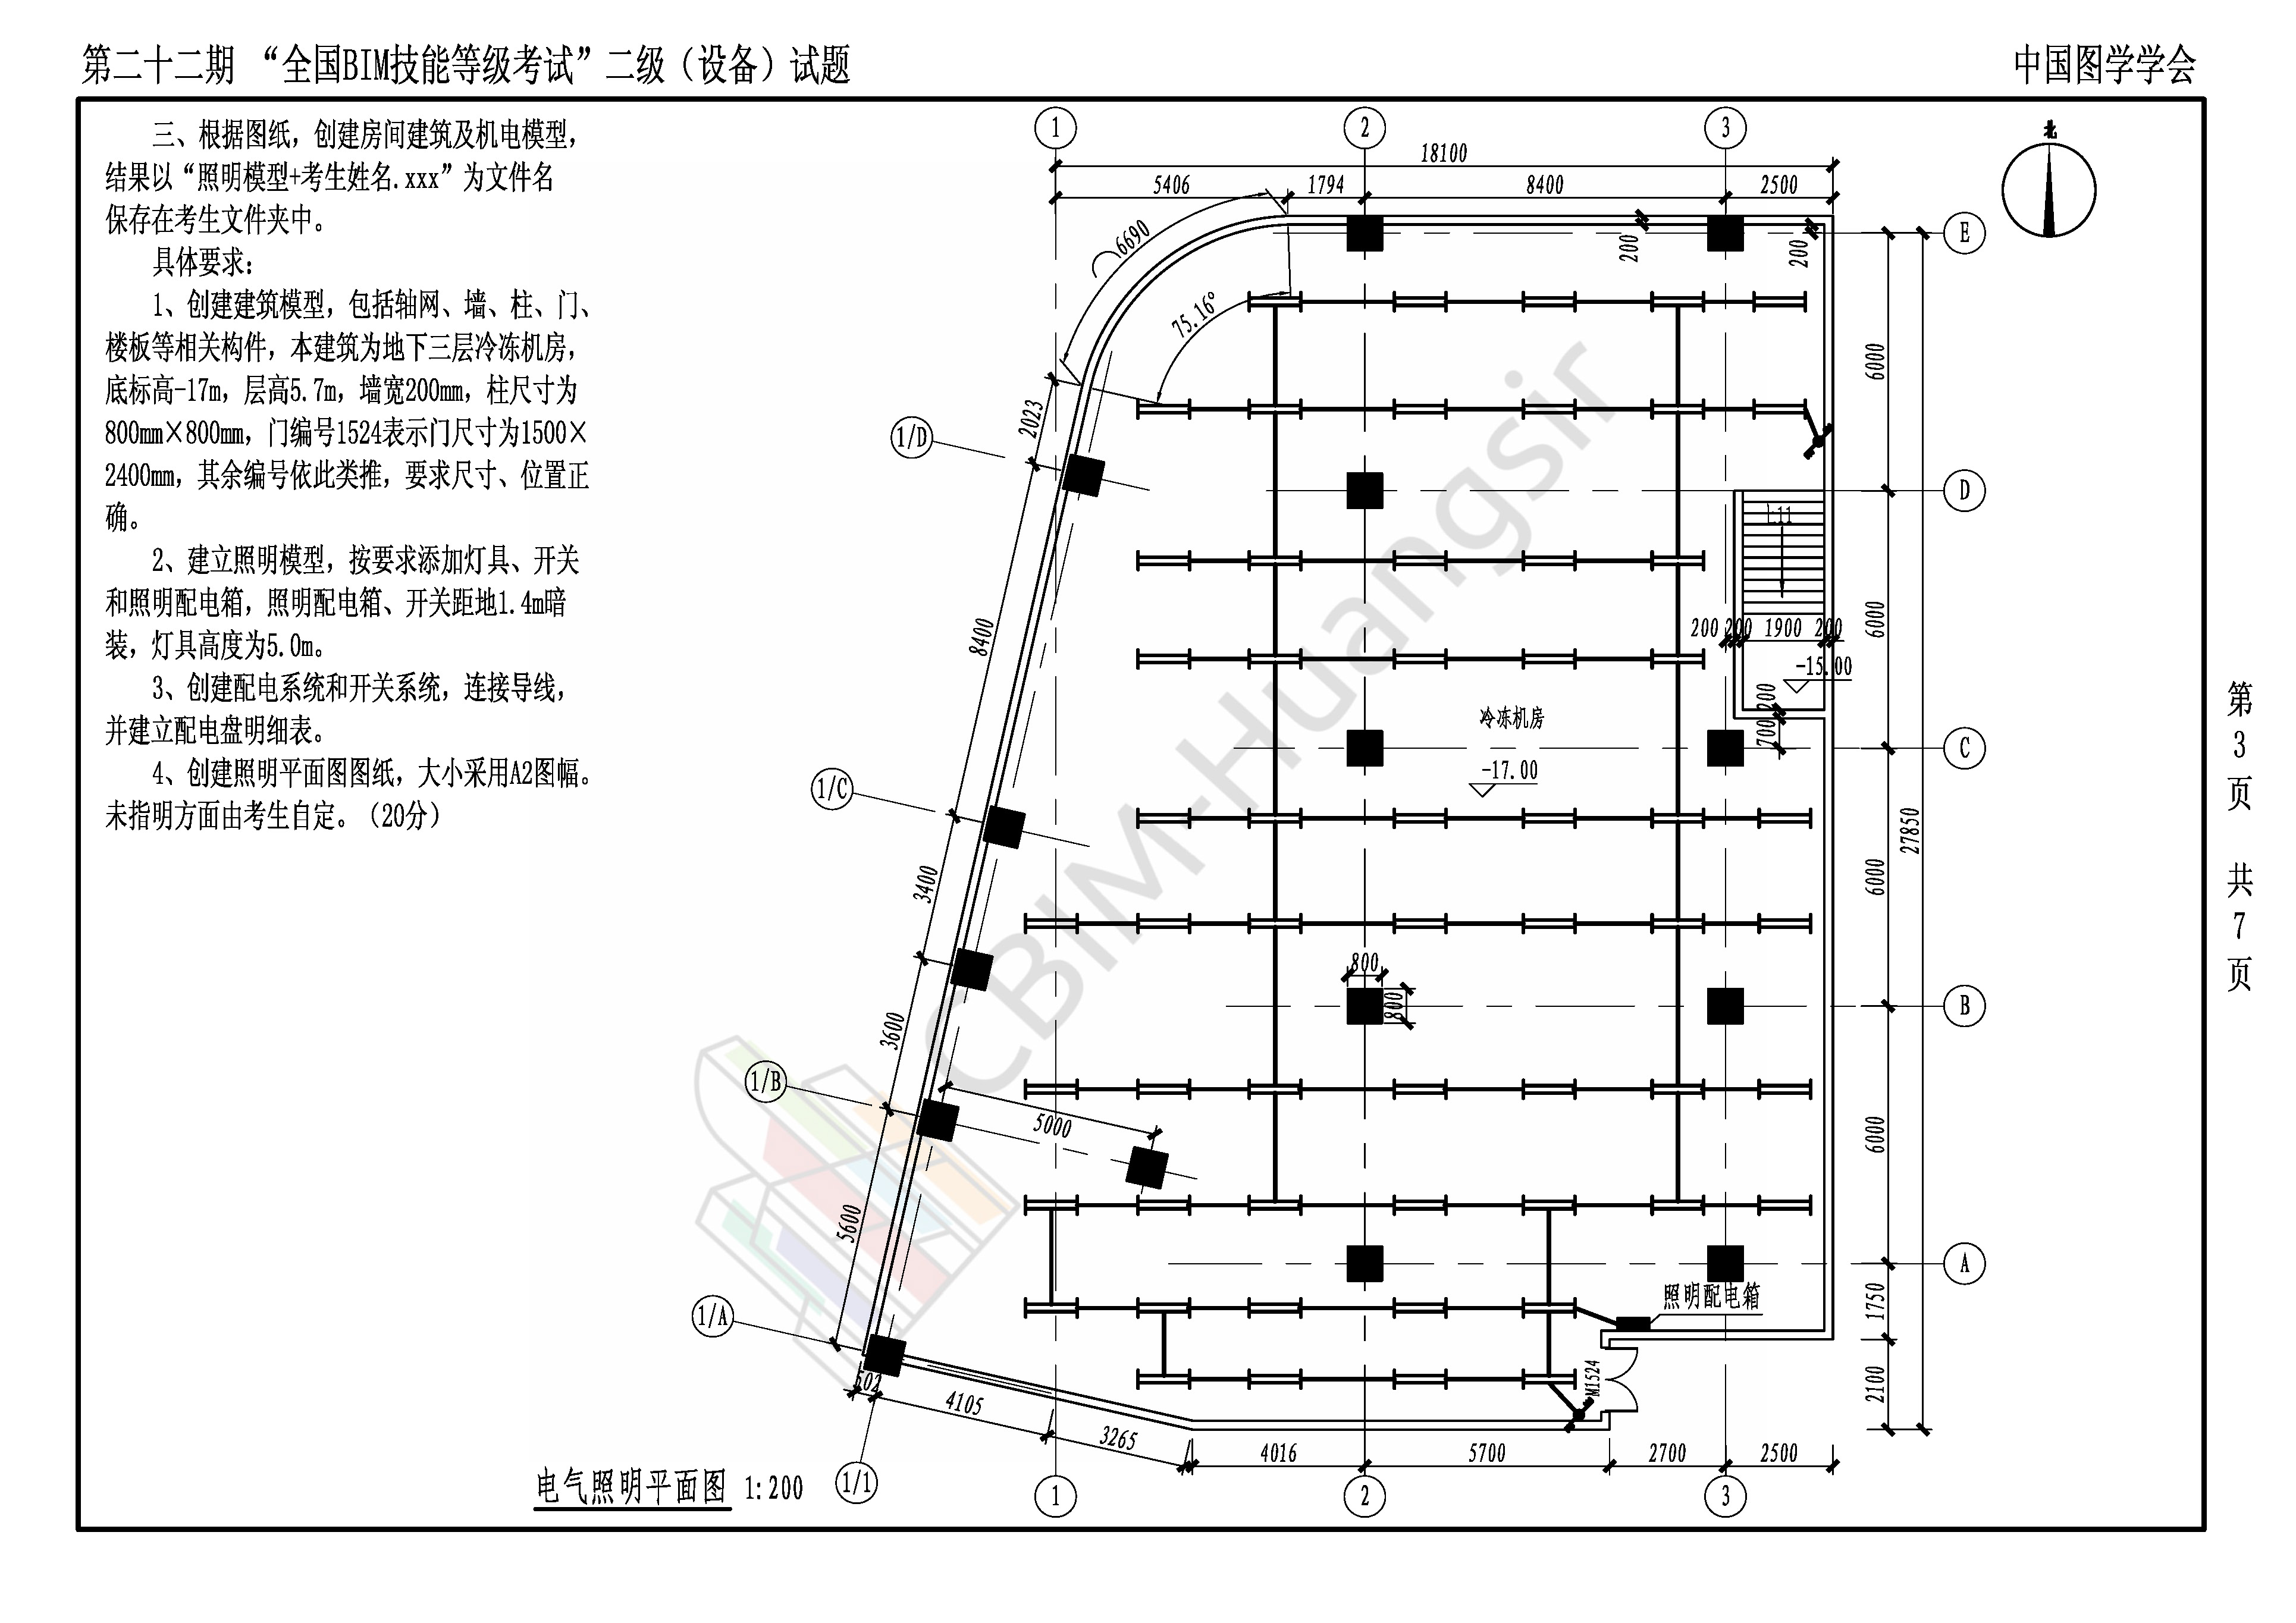 第二十二期 “全国BIM技能等级考试”二级（设备）试题
中国图学学会
三、根据图纸，创建房间建筑及机电模型，
结果以“照明模型+考生姓名.xxx”为文件名
保存在考生文件夹中。
具体要求：
1、创建建筑模型，包括轴网、墙、柱、门、
楼板等相关构件，本建筑为地下三层冷冻机房，
底标高-17m，层高5.7m，墙宽200mm，柱尺寸为
800mm×800mm，门编号1524表示门尺寸为1500×
2400mm，其余编号依此类推，要求尺寸、位置正
确。
2、建立照明模型，按要求添加灯具、开关
和照明配电箱，照明配电箱、开关距地1.4m暗
装，灯具高度为5.0m。
3、创建配电系统和开关系统，连接导线，
并建立配电盘明细表。
4、创建照明平面图图纸，大小采用A2图幅。
未指明方面由考生自定。（20分）
1
2
3
18100
5406
1794
8400
2500
北
6690
75.16°
200
200
E
6000
2023
1/D
D
上11
8400
6000
200
200
1900
200
-15.00
200
700
冷冻机房
-17.00
C
1/C
3400
6000
27850
800
800
B
3600
1/B
5000
6000
5600
A
1/A
照明配电箱
1750
M1524
2100
502
4105
3265
4016
5700
2700
2500
1/1
1
2
3
电气照明平面图 1:200
第
3
页
共
7
页
CBIM-Huangsir